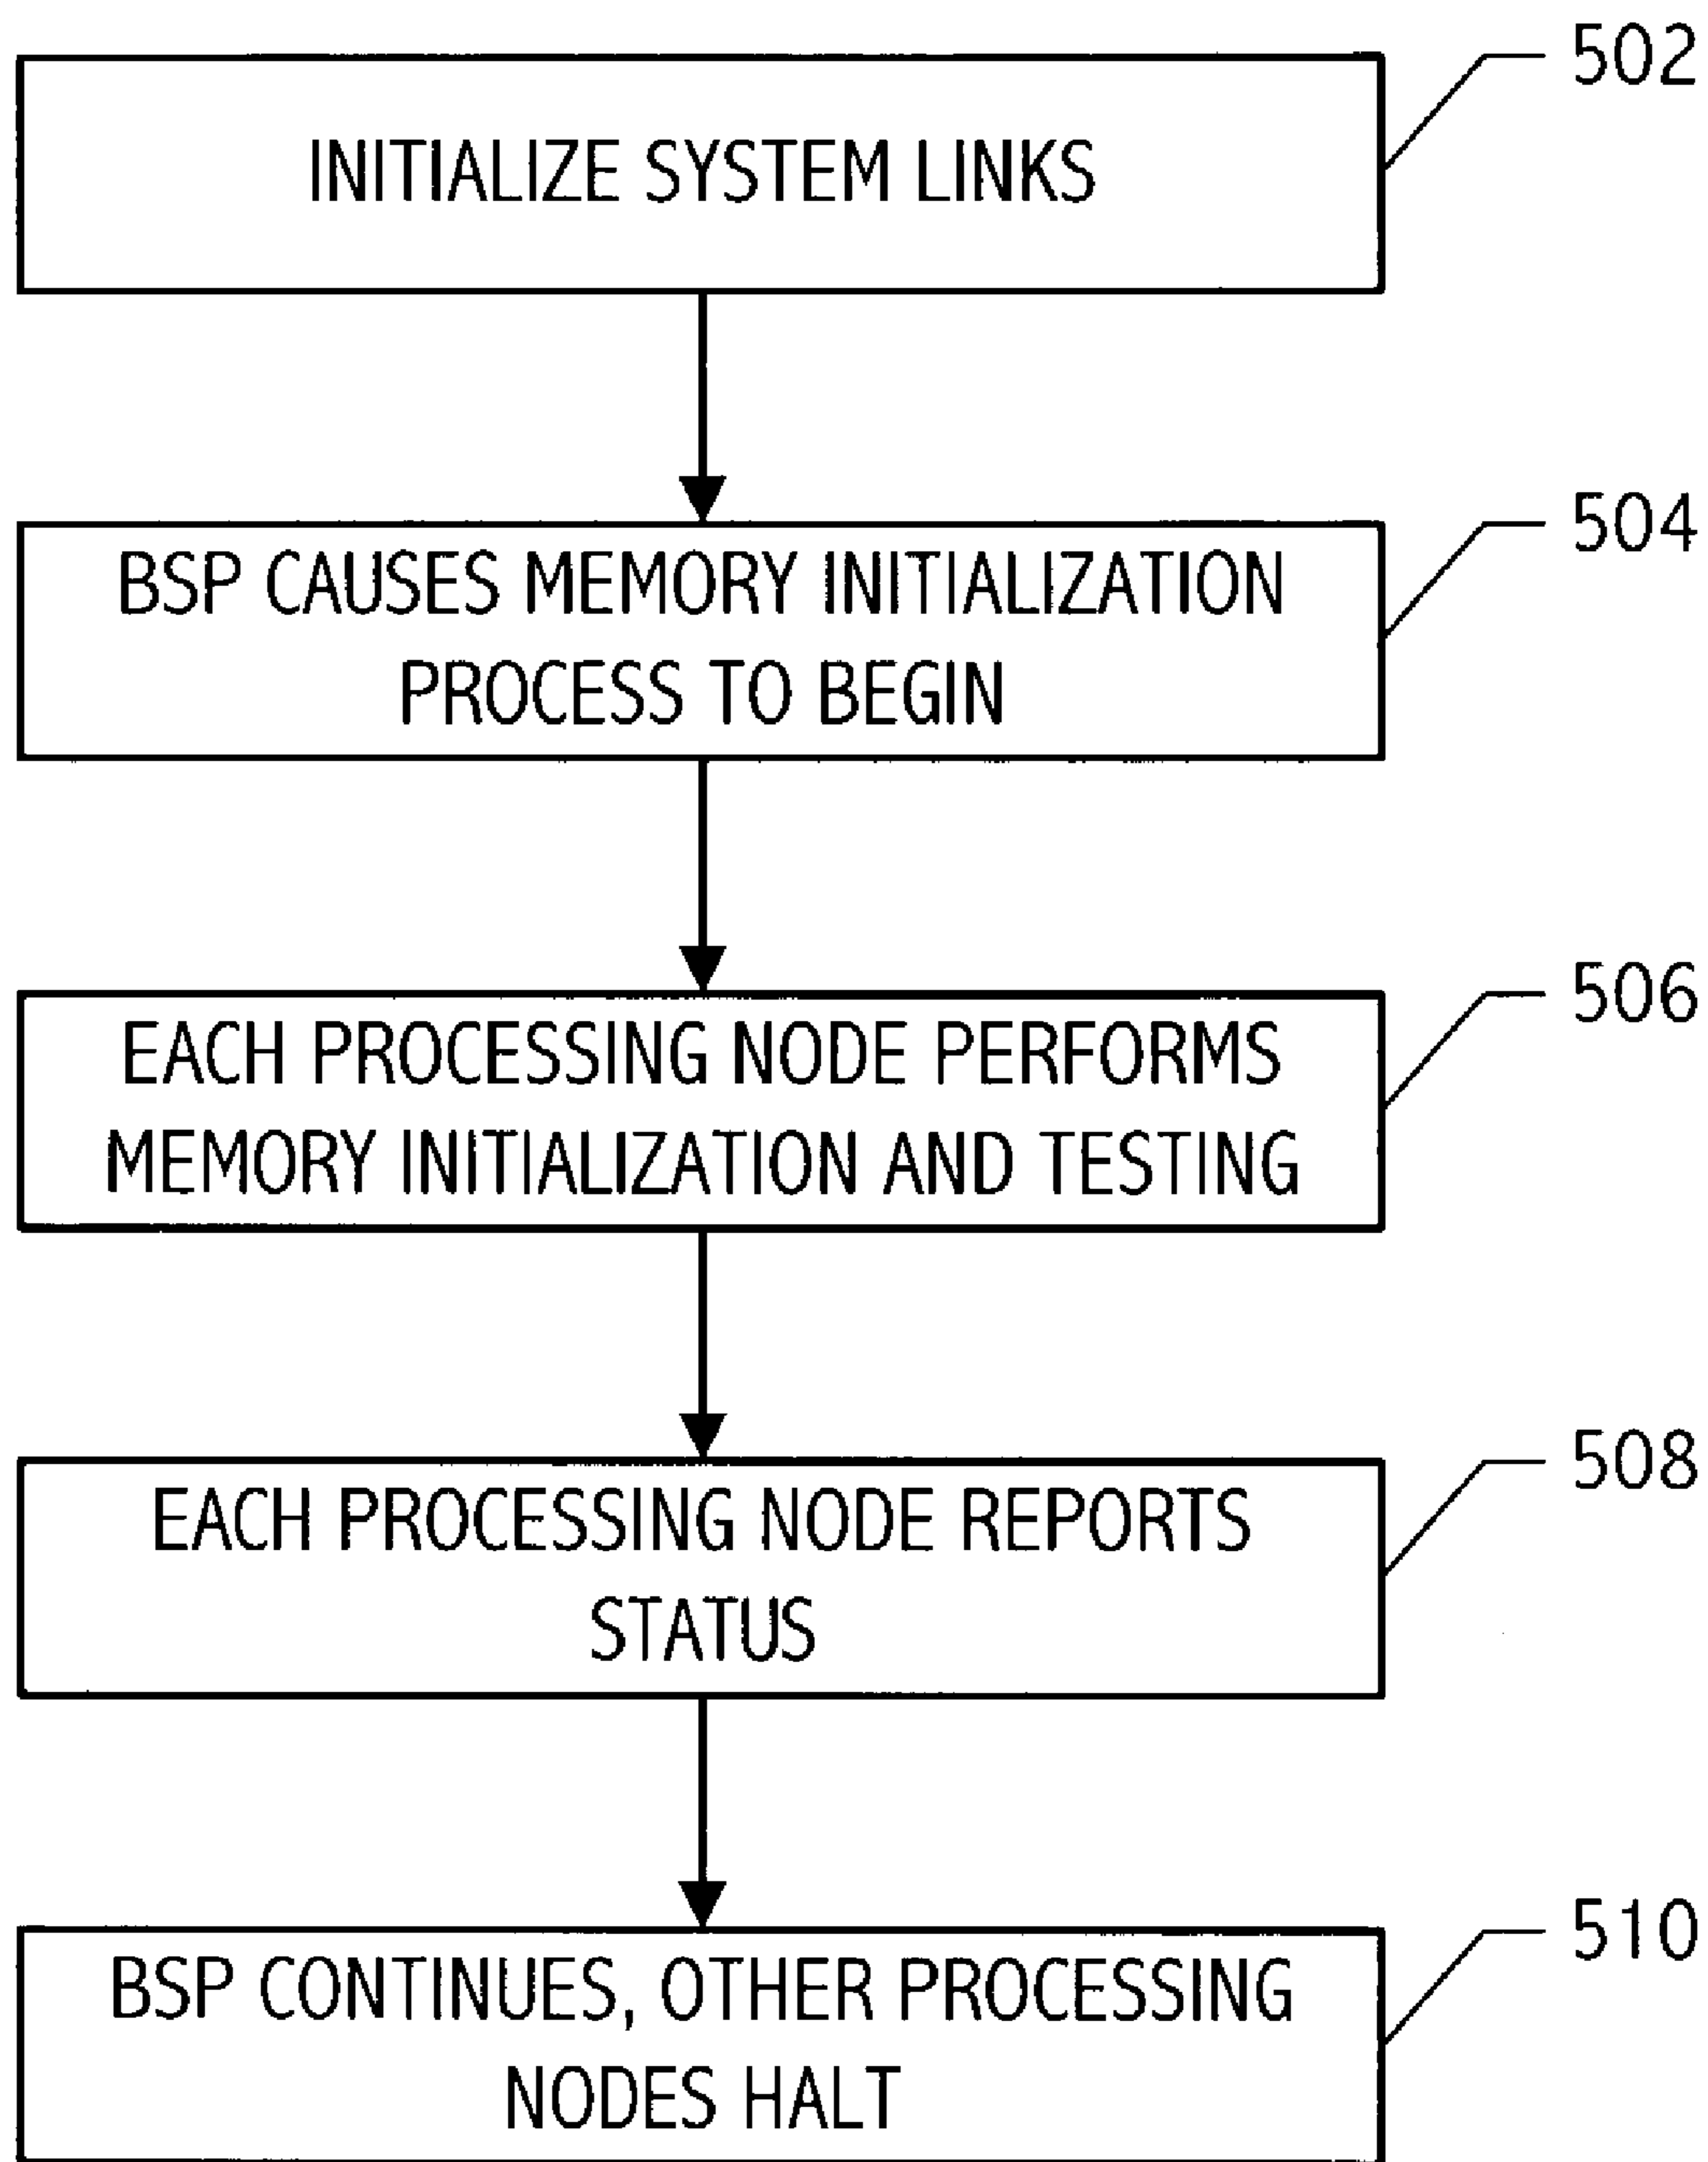 502
INITIALIZE SYSTEM LINKS
504
BSP CAUSES MEMORY INITIALIZATION
PROCESS TO BEGIN
506
EACH PROCESSING NODE PERFORMS
MEMORY INITIALIZATION AND TESTING
508
EACH PROCESSING NODE REPORTS
STATUS
510
BSP CONTINUES, OTHER PROCESSING
NODES HALT